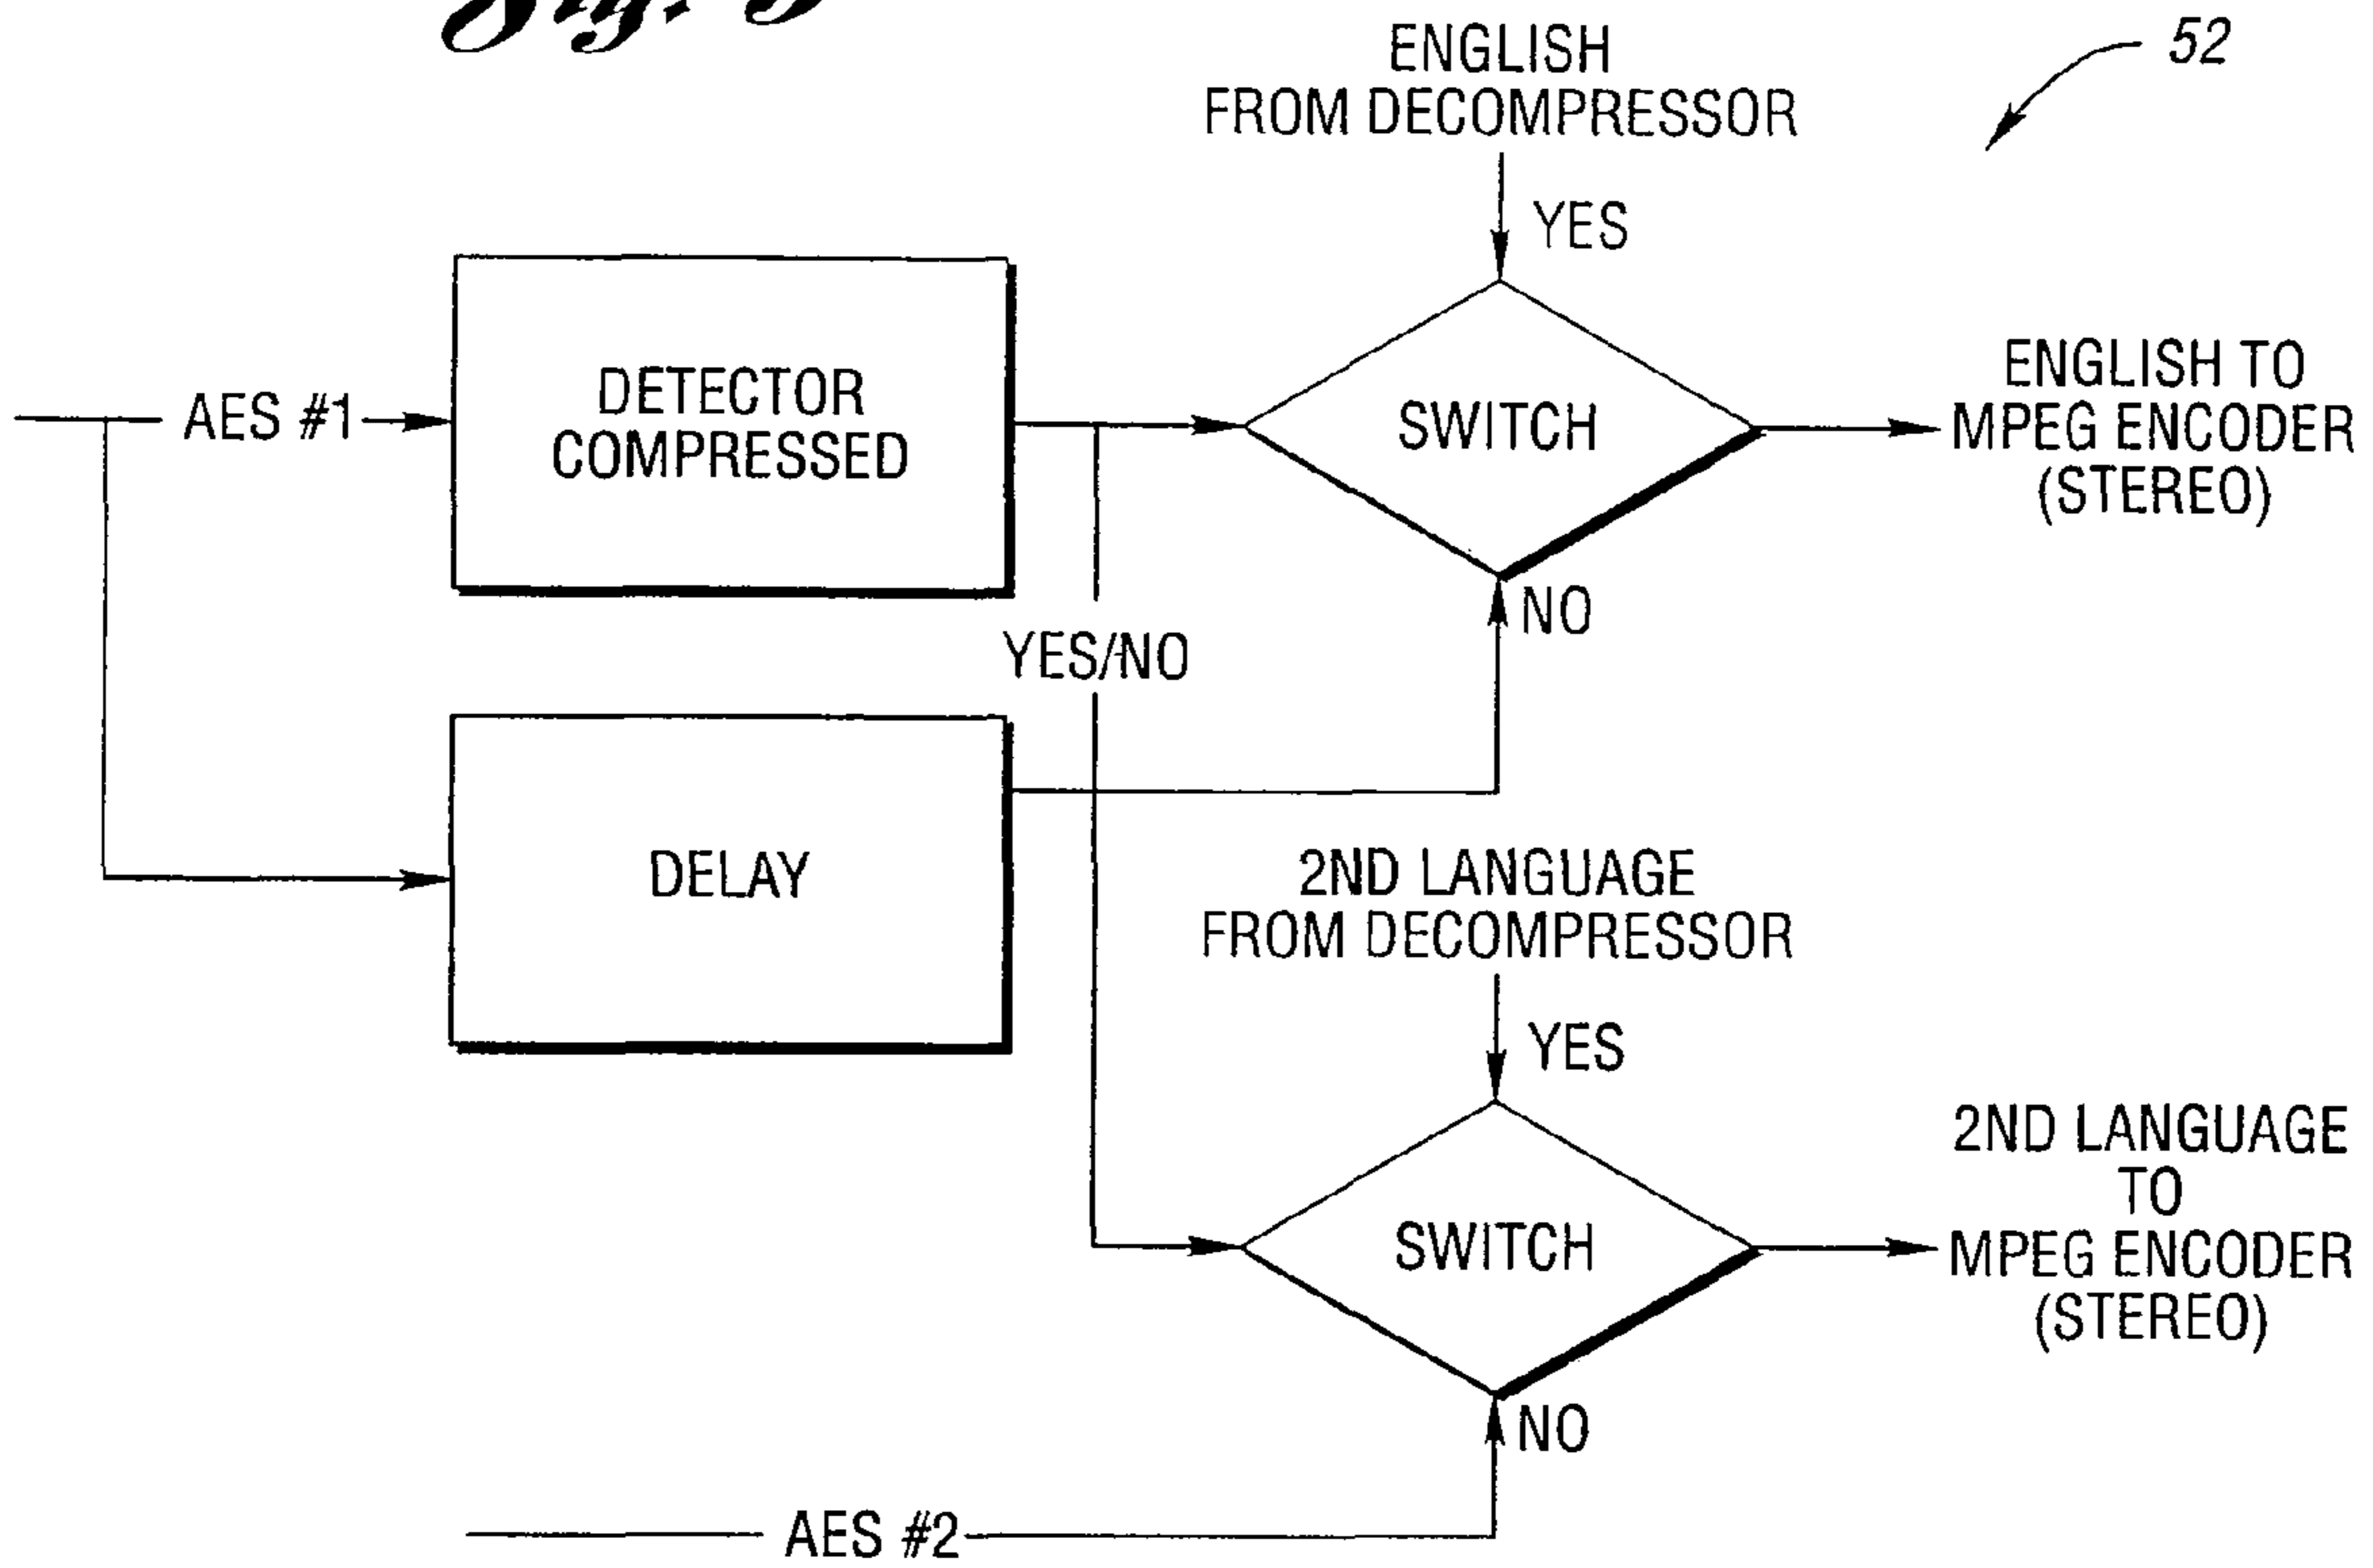 ENGLISH
FROM DECOMPRESSOR
52
YES
AES #1
DETECTOR
COMPRESSED
SWITCH
ENGLISH TO
MPEG ENCODER
(STEREO)
NO
YES/NO
DELAY
2ND LANGUAGE
FROM DECOMPRESSOR
YES
SWITCH
2ND LANGUAGE
TO
MPEG ENCODER
(STEREO)
NO
AES #2